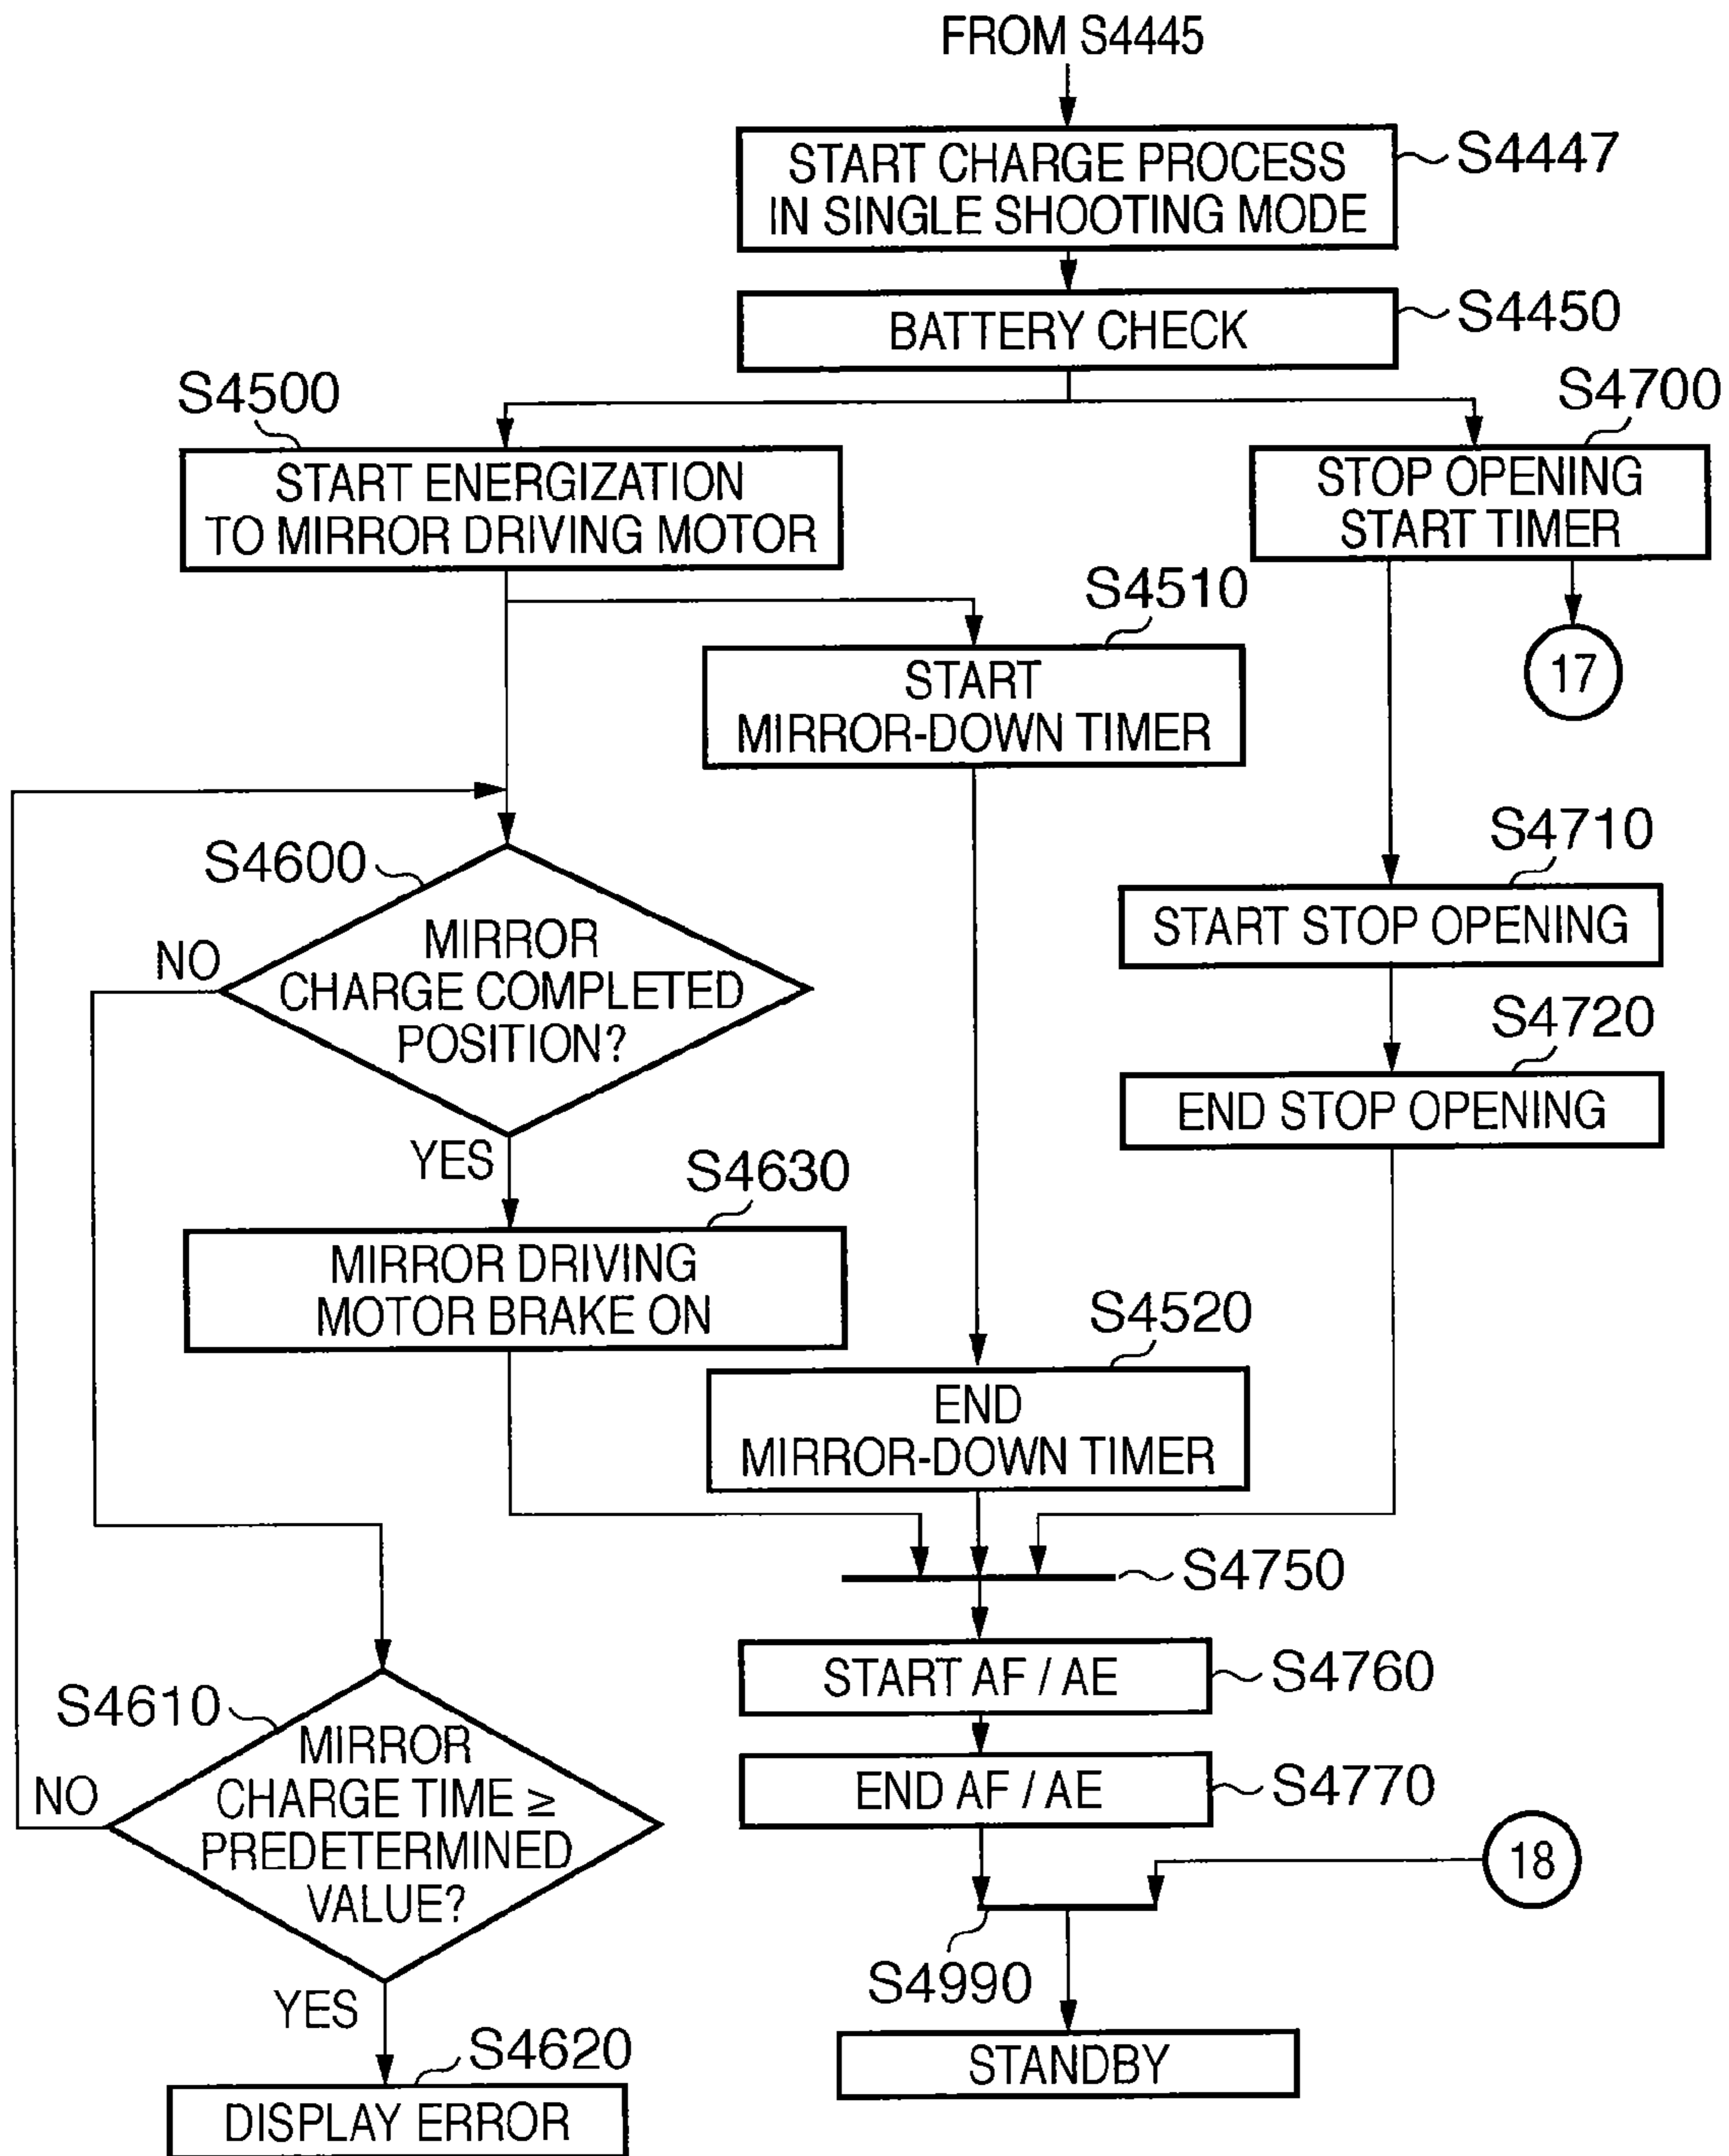 FROM S4445
START CHARGE PROCESS
IN SINGLE SHOOTING MODE
S4447
BATTERY CHECK
S4450
S4500
START ENERGIZATION
TO MIRROR DRIVING MOTOR
S4700
STOP OPENING
START TIMER
17
S4510
START
MIRROR-DOWN TIMER
S4600
MIRROR
CHARGE COMPLETED
POSITION?
NO
YES
S4710
START STOP OPENING
S4720
END STOP OPENING
S4630
MIRROR DRIVING
MOTOR BRAKE ON
S4520
END
MIRROR-DOWN TIMER
S4750
START AF / AE
S4760
END AF / AE
S4770
S4610
MIRROR
CHARGE TIME ≥
PREDETERMINED
VALUE?
NO
YES
18
S4990
STANDBY
S4620
DISPLAY ERROR